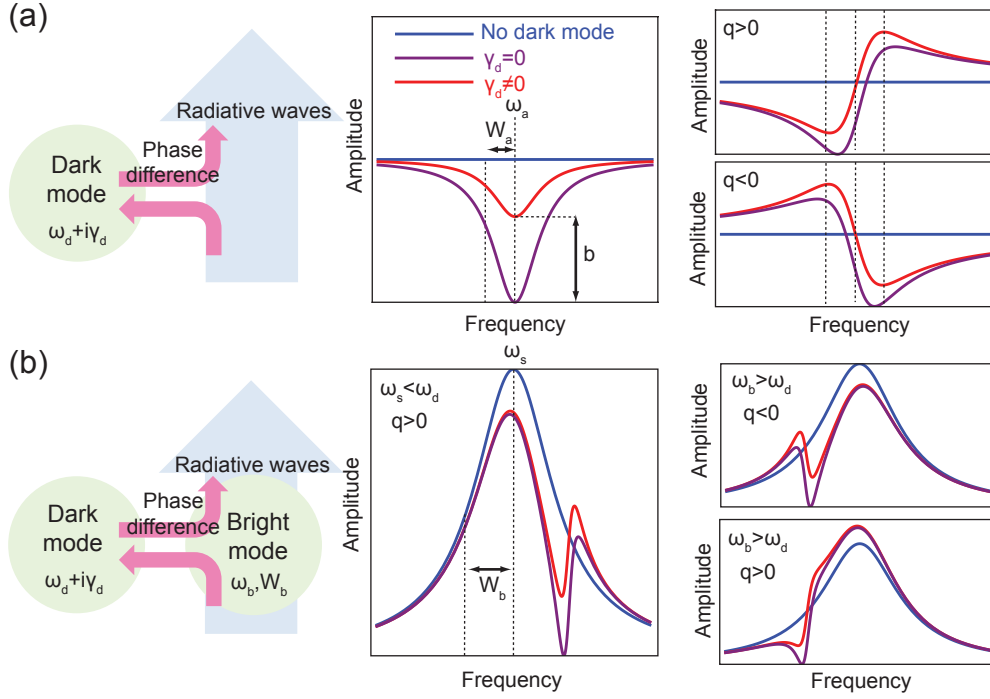 (a)
Radiative waves
Phase
difference
Dark
mode
ω_d+iγ_d
Amplitude
No dark mode
γ_d=0
γ_d≠0
ω_a
W_a
b
Frequency
q>0
Amplitude
q<0
Amplitude
Frequency
(b)
Radiative waves
Phase
difference
Dark
mode
ω_d+iγ_d
Bright
mode
ω_b,W_b
ω_s
ω_s<ω_d
q>0
Amplitude
W_b
Frequency
ω_b>ω_d
q<0
Amplitude
ω_b>ω_d
q>0
Amplitude
Frequency